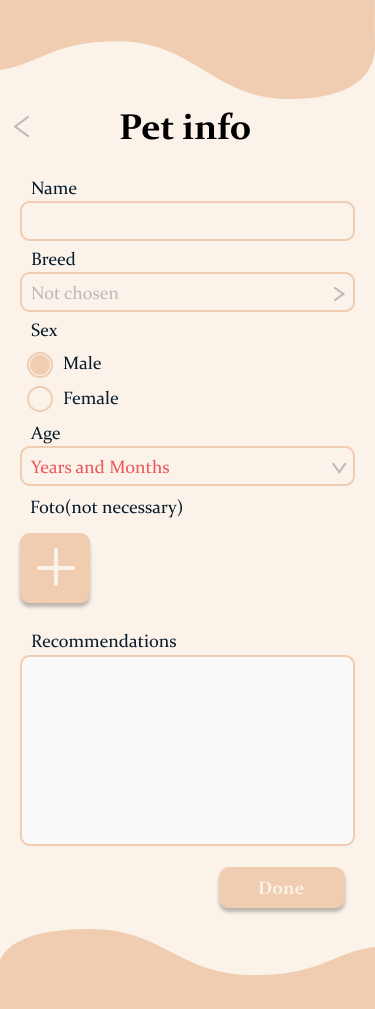 Pet info
Name
Breed
Not chosen
Sex
Male
Female
Age
Years and Months
Foto(not necessary)
Recommendations
Done